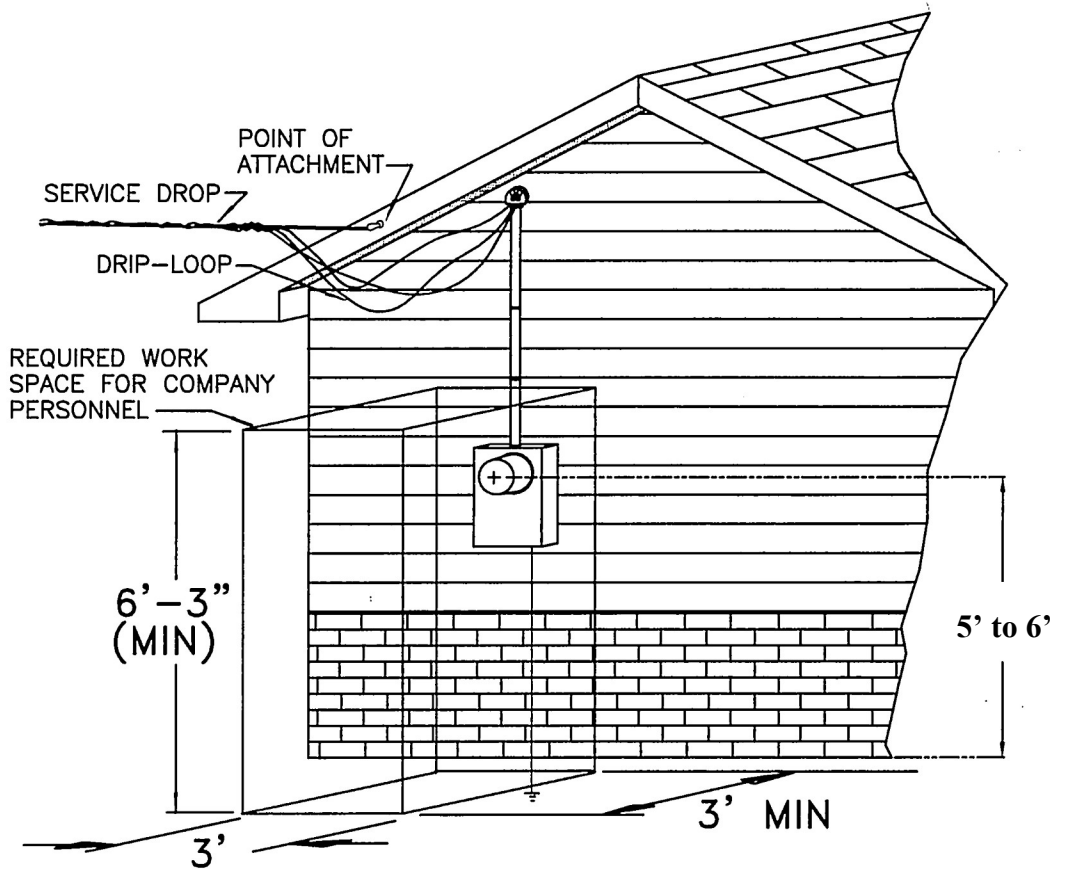 POINT OF
ATTACHMENT
SERVICE DROP
DRIP-LOOP
REQUIRED WORK
SPACE FOR COMPANY
PERSONNEL
6'-3"
(MIN)
5' to 6'
3' MIN
3'